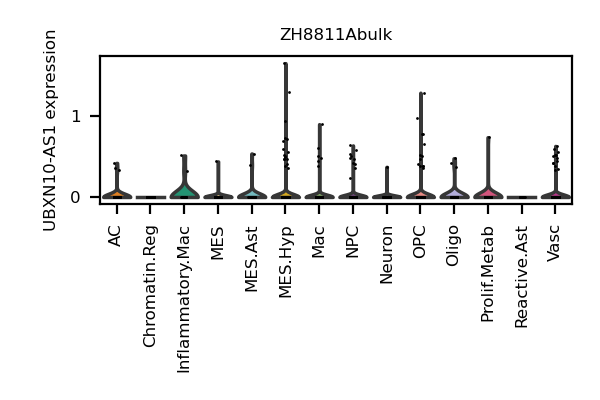 ZH8811Abulk
UBXN10-AS1 expression
1
0
AC
Chromatin.Reg
Inflammatory.Mac
MES
MES.Ast
MES.Hyp
Mac
NPC
Neuron
OPC
Oligo
Prolif.Metab
Reactive.Ast
Vasc